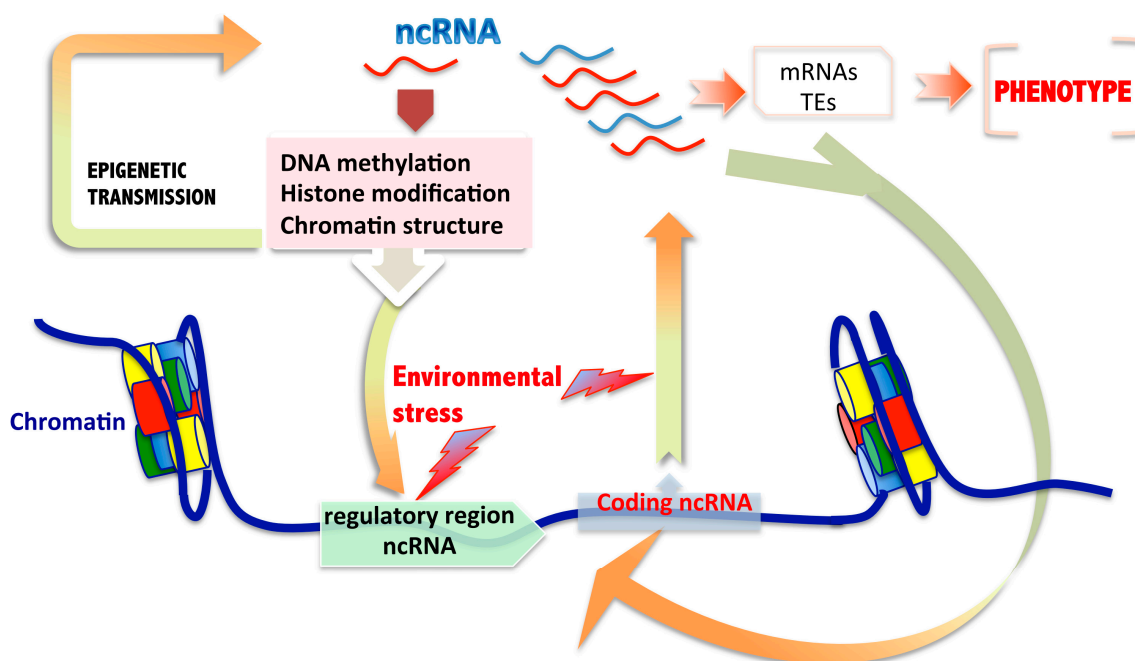 ncRNA
mRNAs
TEs
PHENOTYPE
EPIGENETIC
TRANSMISSION
DNA methylation
Histone modification
Chromatin structure
Environmental
stress
Chromatin
regulatory region
ncRNA
Coding ncRNA